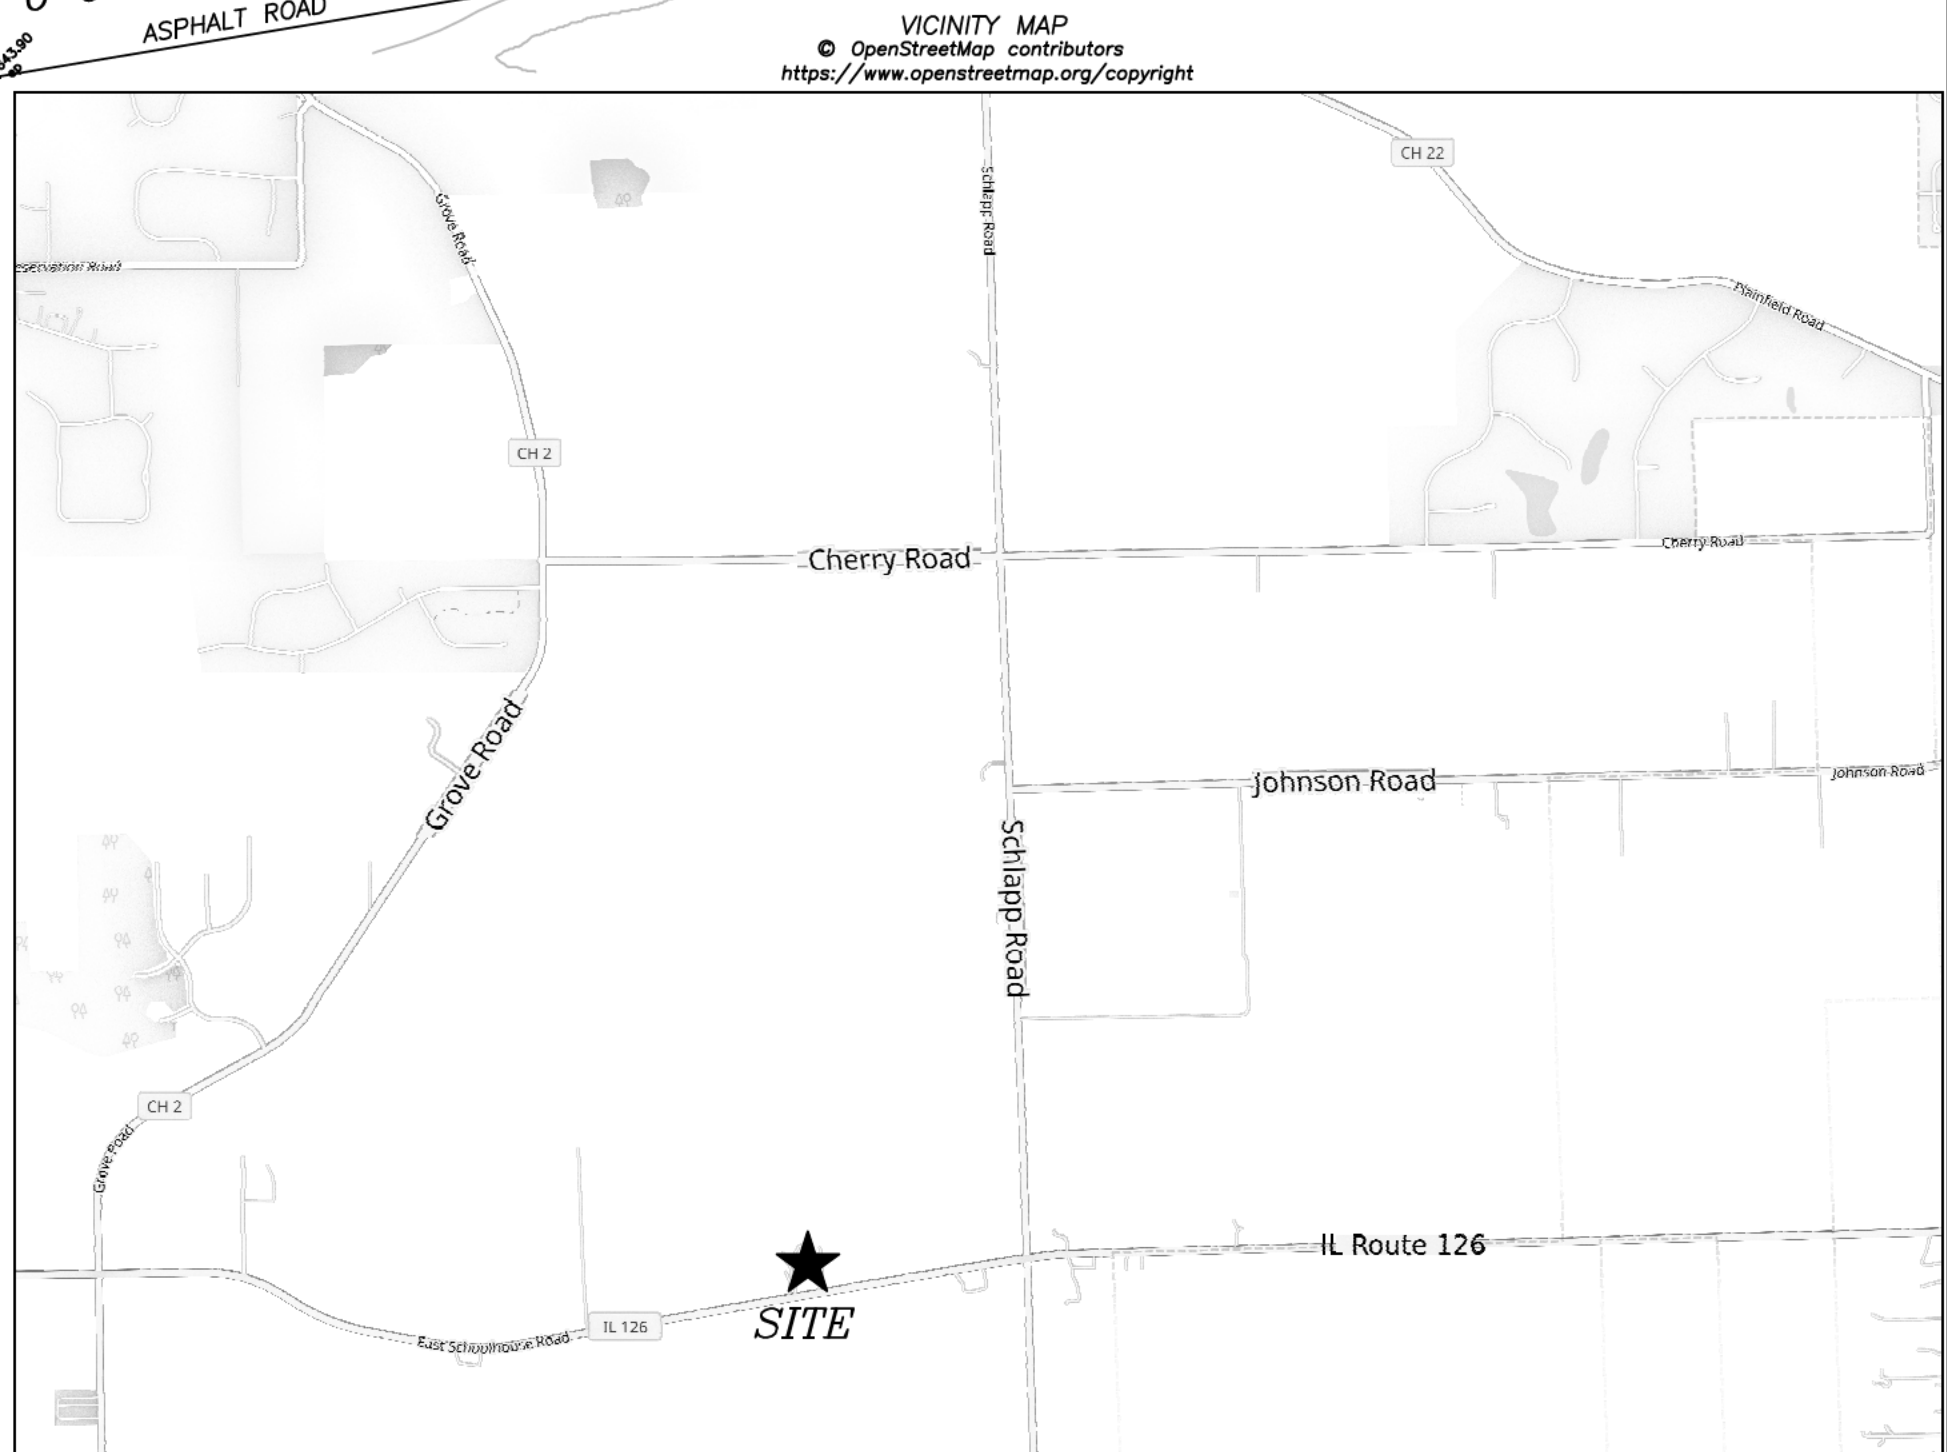 ASPHALT ROAD
VICINITY MAP
© OpenStreetMap contributors
https://www.openstreetmap.org/copyright
CH 22
Schlapp Road
Grove Road
eservation Road
Plainfield Road
CH 2
Cherry Road
Cherry Road
Grove Road
Johnson Road
Johnson Road
Schlapp Road
CH 2
Grove Road
IL Route 126
SITE
IL 126
East Schoolhouse Road